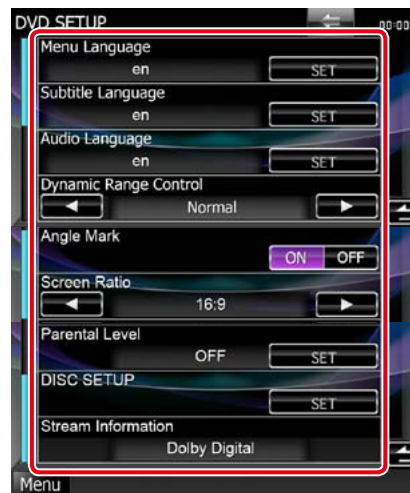 DVD SETUP 00:00
Menu Language
en SET
Subtitle Language
en SET
Audio Language
en SET
Dynamic Range Control
Normal
Angle Mark
ON OFF
Screen Ratio
16:9
Parental Level
OFF SET
DISC SETUP
SET
Stream Information
Dolby Digital
Menu